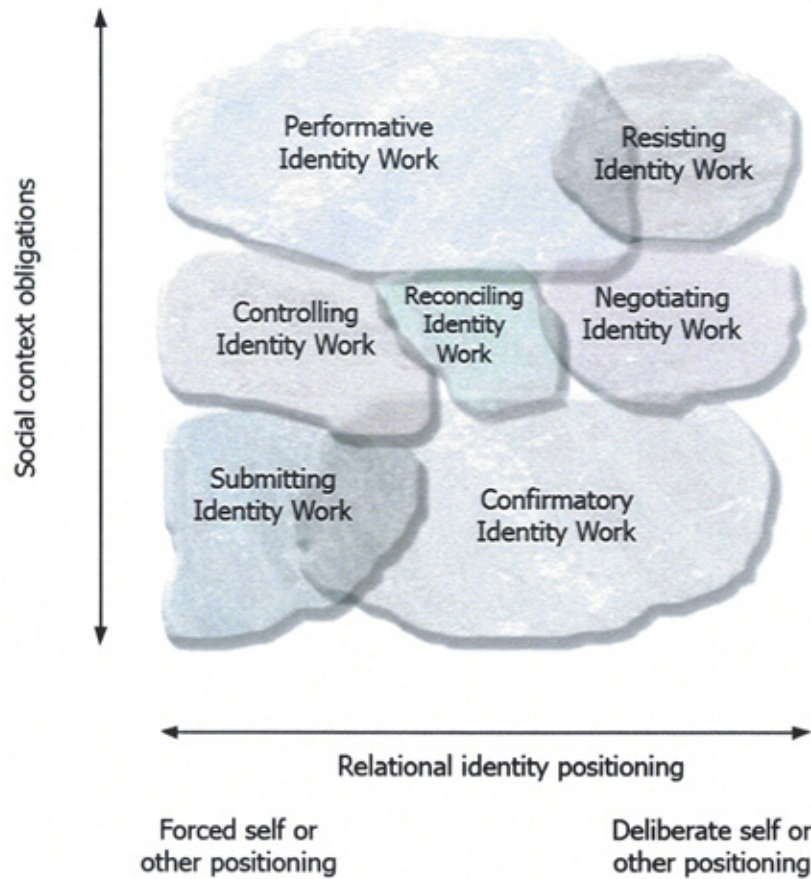 Performative
Identity Work
Resisting
Identity Work
Controlling
Identity Work
Reconciling
Identity
Work
Negotiating
Identity Work
Submitting
Identity Work
Confirmatory
Identity Work
Social context obligations
Relational identity positioning
Forced self or
other positioning
Deliberate self or
other positioning